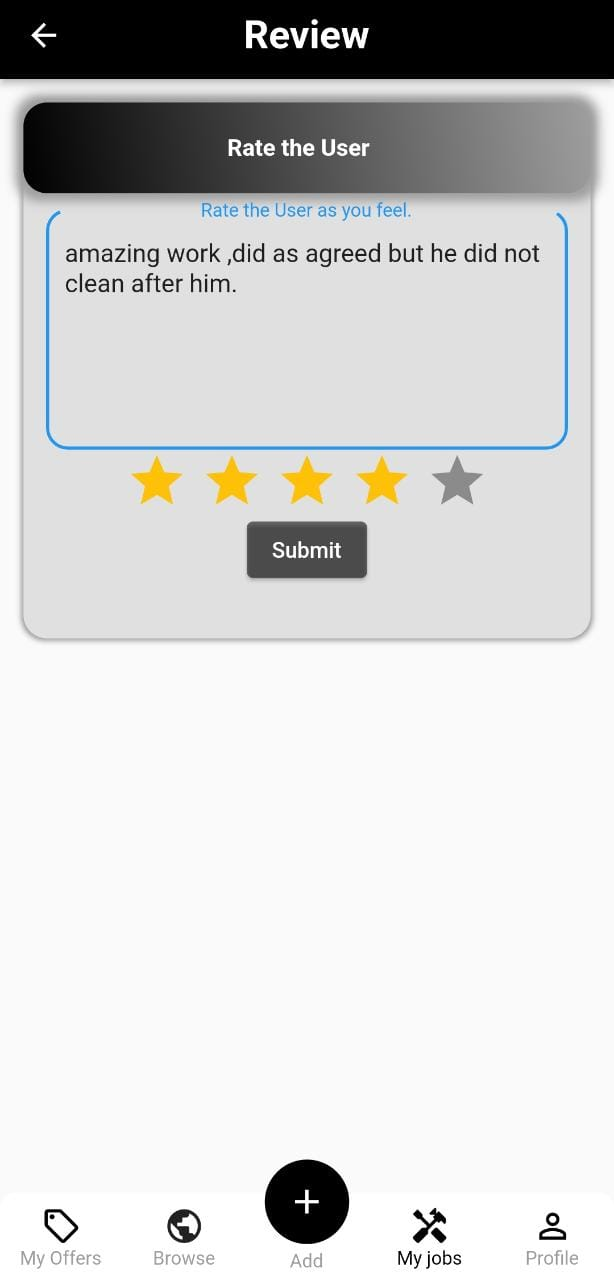 Review
Rate the User
Rate the User as you feel.
amazing work ,did as agreed but he did not
clean after him.
Submit
My Offers
Browse
Add
My jobs
Profile